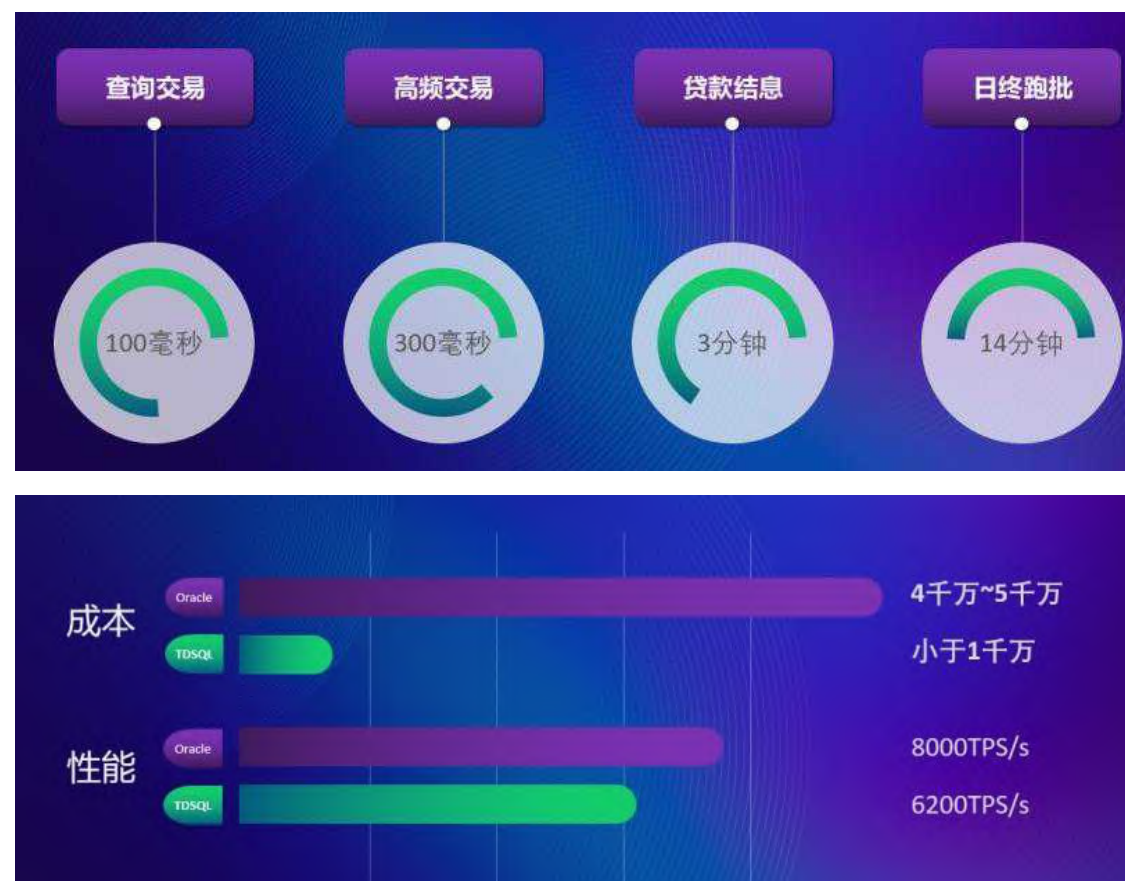 查询交易
高频交易
贷款结息
日终跑批
100毫秒
300毫秒
3分钟
14分钟
成本
Oracle
4千万~5千万
TDSQL
小于1千万
性能
Oracle
8000TPS/s
TDSQL
6200TPS/s